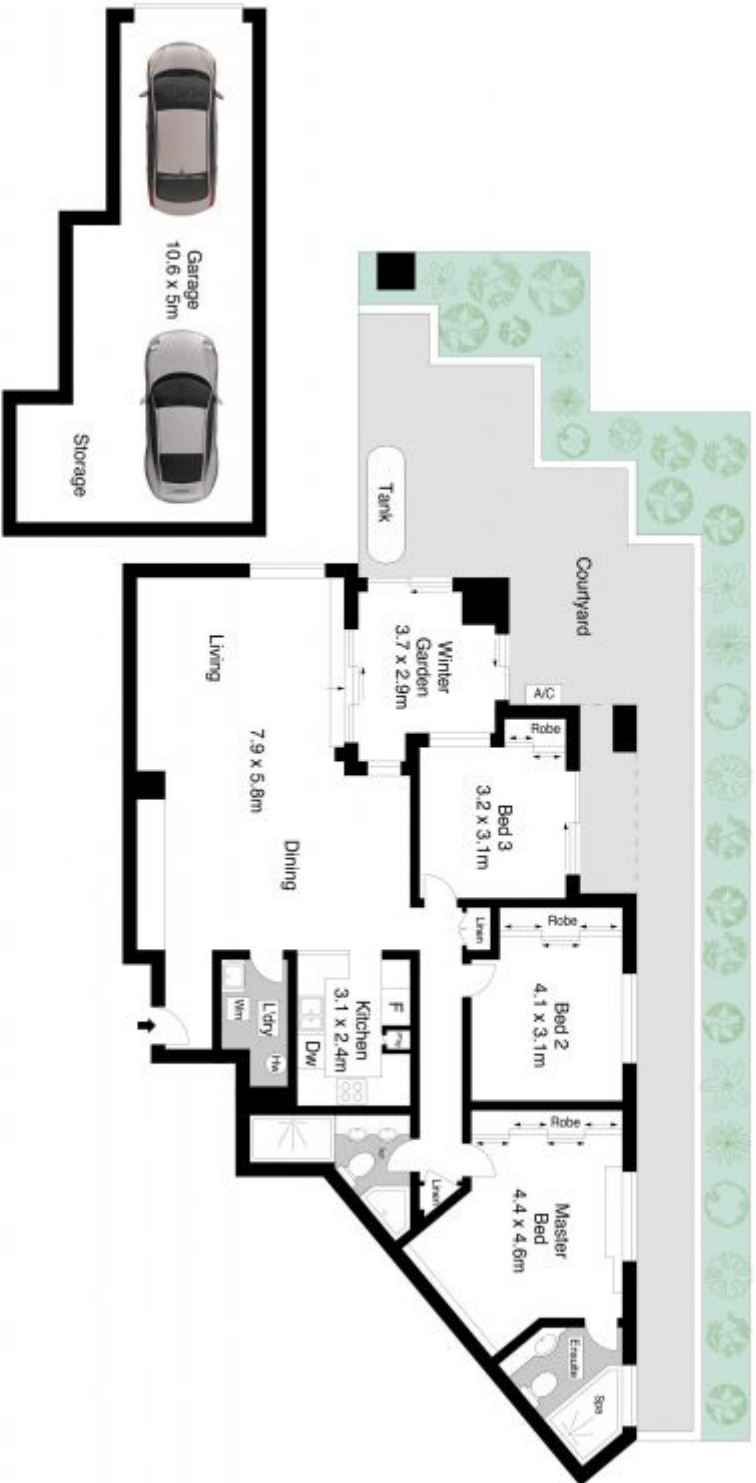 Garage
10.6 x 5m
Storage
Tank
Courtyard
Winter
Garden
3.7 x 2.9m
A/C
Living
7.9 x 5.8m
Dining
Robe
Bed 3
3.2 x 3.1m
Linen
Robe
Bed 2
4.1 x 3.1m
Kitchen
3.1 x 2.4m
F
Dw
L'dry
Wm
Hw
Robe
Master
Bed
4.4 x 4.6m
Linen
Ensuite
Spa